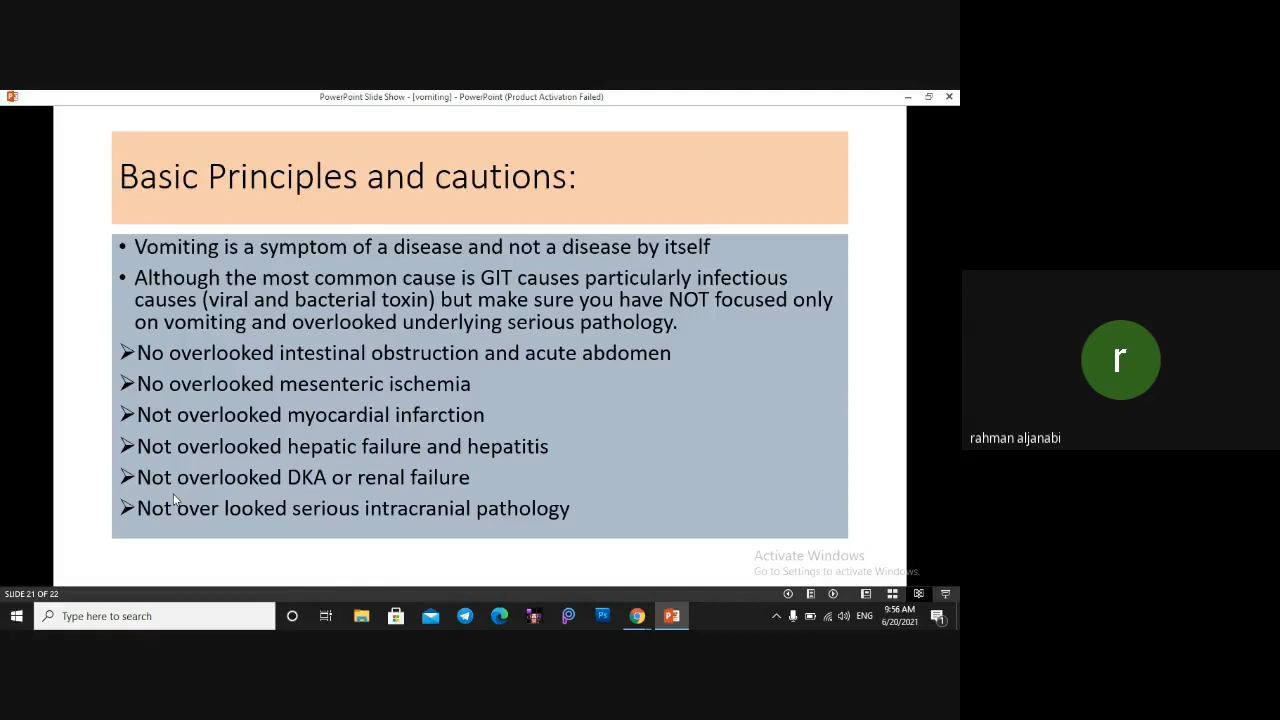 PowerPoint Slide Show - [vomiting] - PowerPoint (Product Activation Failed)
Basic Principles and cautions:
• Vomiting is a symptom of a disease and not a disease by itself
• Although the most common cause is GIT causes particularly infectious
causes (viral and bacterial toxin) but make sure you have NOT focused only
on vomiting and overlooked underlying serious pathology.
➢No overlooked intestinal obstruction and acute abdomen
➢No overlooked mesenteric ischemia
➢Not overlooked myocardial infarction
➢Not overlooked hepatic failure and hepatitis
➢Not overlooked DKA or renal failure
➢Not over looked serious intracranial pathology
r
rahman aljanabi
Activate Windows
Go to Settings to activate Windows.
SLIDE 21 OF 22
Type here to search
Ps
ENG
9:56 AM
6/20/2021
1